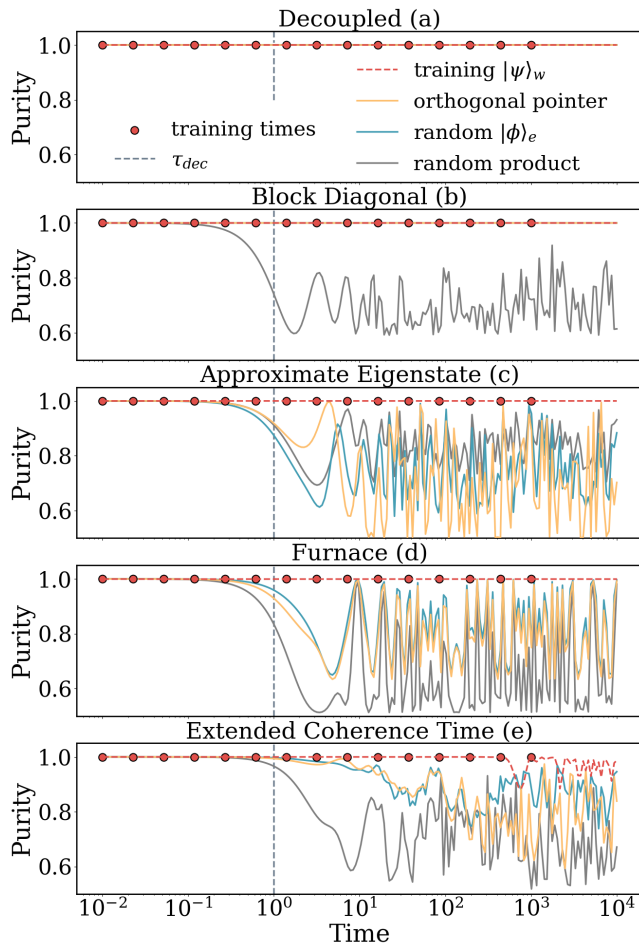 Decoupled (a)
Purity
1.0
0.8
0.6
training times
τ_dec
training |ψ⟩_w
orthogonal pointer
random |ϕ⟩_e
random product
Block Diagonal (b)
Purity
1.0
0.8
0.6
Approximate Eigenstate (c)
Purity
1.0
0.8
0.6
Furnace (d)
Purity
1.0
0.8
0.6
Extended Coherence Time (e)
Purity
1.0
0.8
0.6
10⁻² 10⁻¹ 10⁰ 10¹ 10² 10³ 10⁴
Time